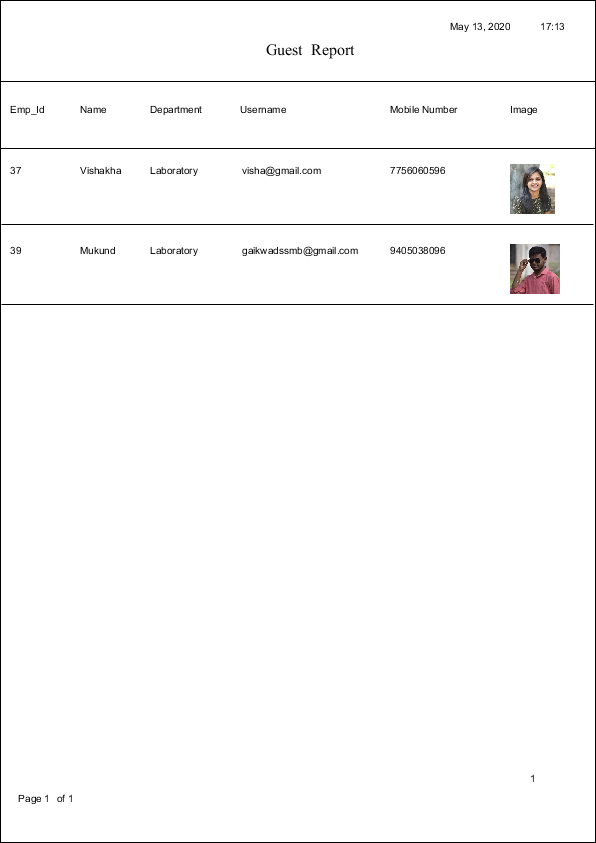 May 13, 2020 17:13
Guest Report
Emp_Id Name Department Username Mobile Number Image
37 Vishakha Laboratory visha@gmail.com 7756060596
39 Mukund Laboratory gaikwadssmb@gmail.com 9405038096
1
Page 1 of 1